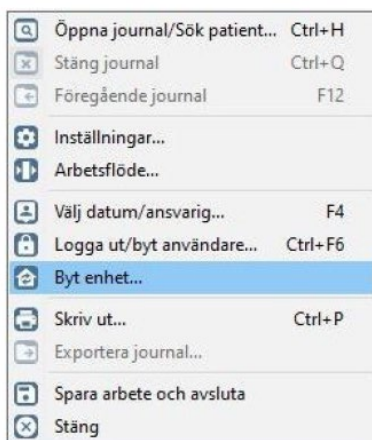 Öppna journal/Sök patient... Ctrl+H
Stäng journal Ctrl+Q
Föregående journal F12
Inställningar...
Arbetsflöde...
Välj datum/ansvarig... F4
Logga ut/byt användare... Ctrl+F6
Byt enhet...
Skriv ut... Ctrl+P
Exportera journal...
Spara arbete och avsluta
Stäng